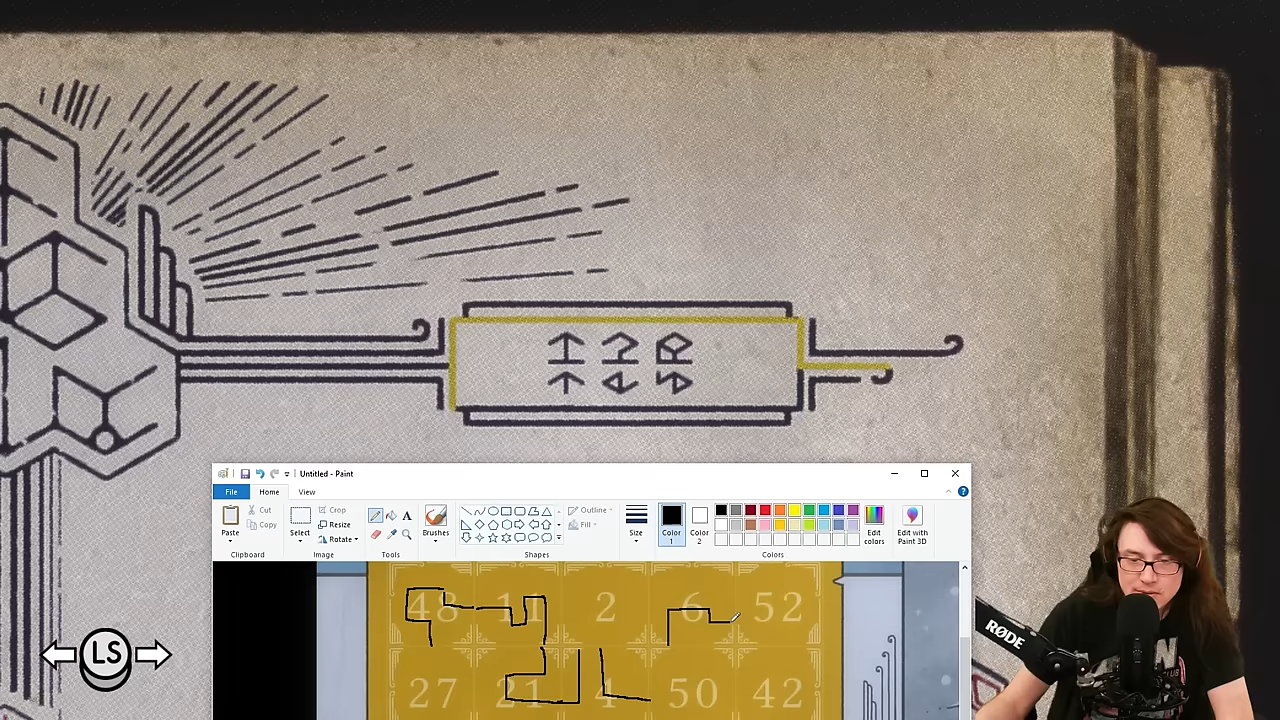 Untitled - Paint
File Home View
Cut
Copy
Paste
Crop
Resize
Rotate
Select
A
Brushes
Outline
Fill
Size
Color
1
Color
2
Edit
colors
Edit with
Paint 3D
Clipboard Image Tools Shapes Colors
48 11 2 6 52
27 21 4 50 42
LS
RØDE